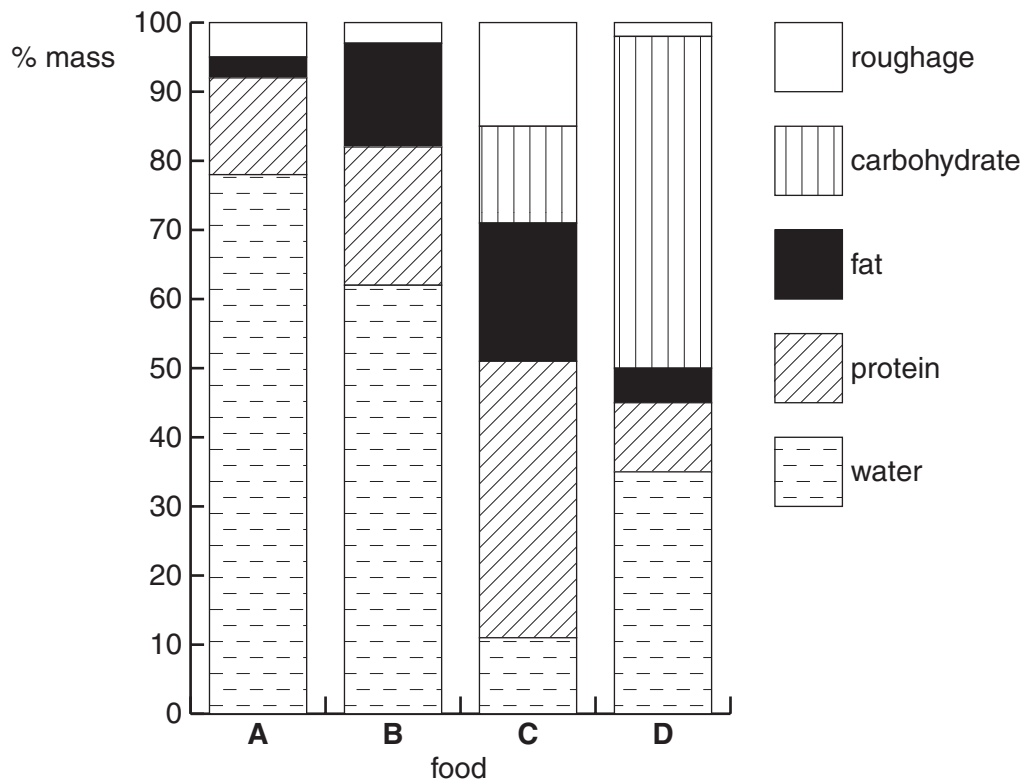 100
% mass
90
80
70
60
50
40
30
20
10
0
A B C D
food
roughage
carbohydrate
fat
protein
water